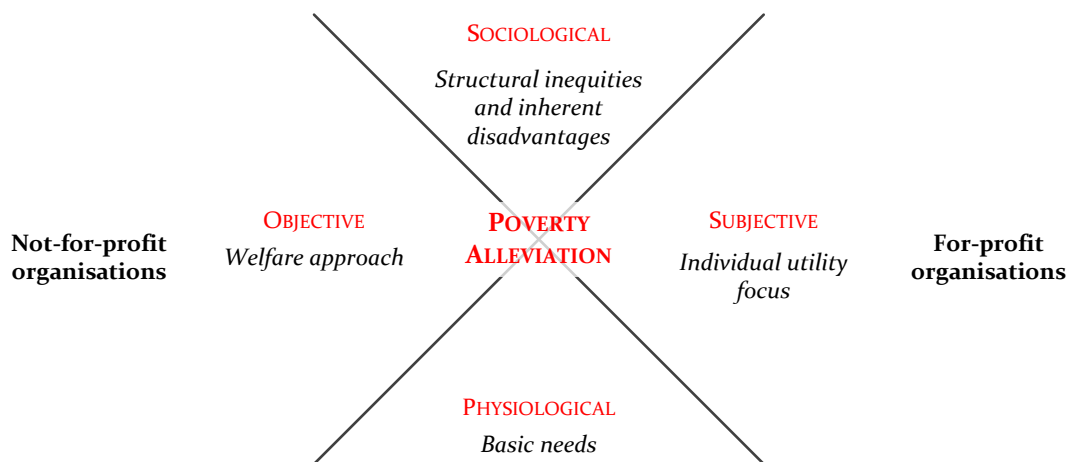 SOCIOLOGICAL
Structural inequities
and inherent
disadvantages
Not-for-profit
organisations
OBJECTIVE
Welfare approach
POVERTY
ALLEVIATION
SUBJECTIVE
Individual utility
focus
For-profit
organisations
PHYSIOLOGICAL
Basic needs